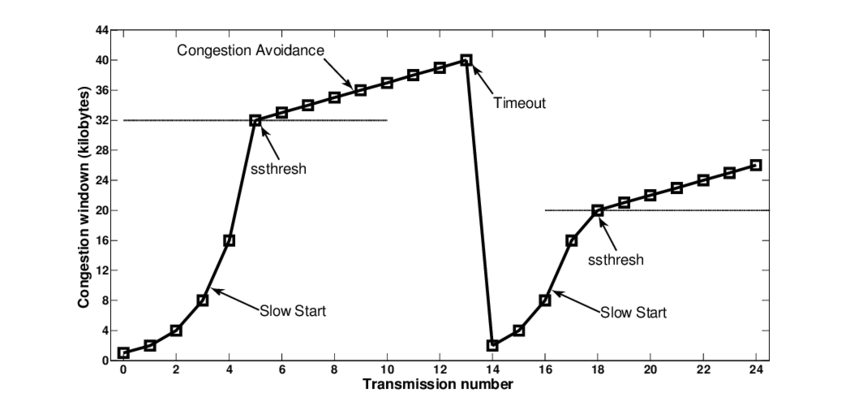 44
40
36
32
28
24
20
16
12
8
4
0
Congestion windown (kilobytes)
Congestion Avoidance
Timeout
ssthresh
Slow Start
ssthresh
Slow Start
0 2 4 6 8 10 12 14 16 18 20 22 24
Transmission number